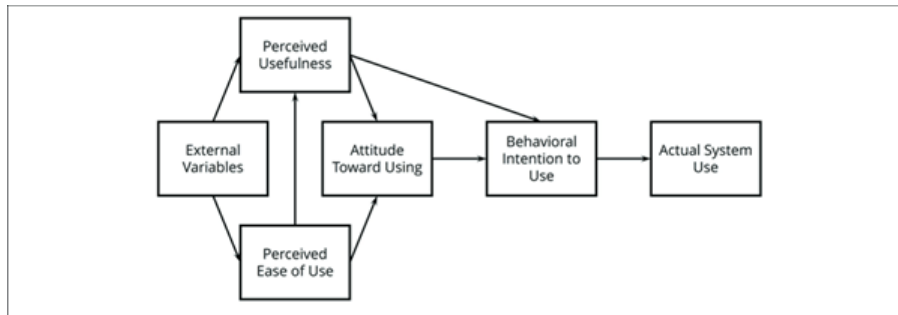 Perceived
Usefulness
External
Variables
Attitude
Toward Using
Behavioral
Intention to
Use
Actual System
Use
Perceived
Ease of Use